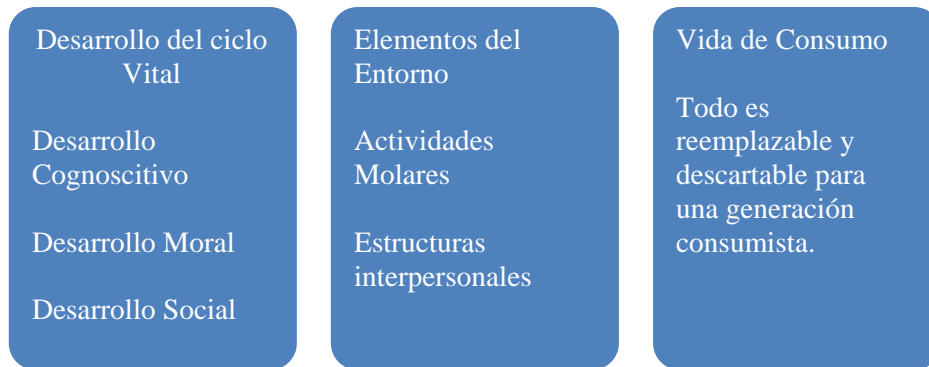 Desarrollo del ciclo
Vital
Desarrollo
Cognoscitivo
Desarrollo Moral
Desarrollo Social
Elementos del
Entorno
Actividades
Molares
Estructuras
interpersonales
Vida de Consumo
Todo es
reemplazable y
descartable para
una generación
consumista.